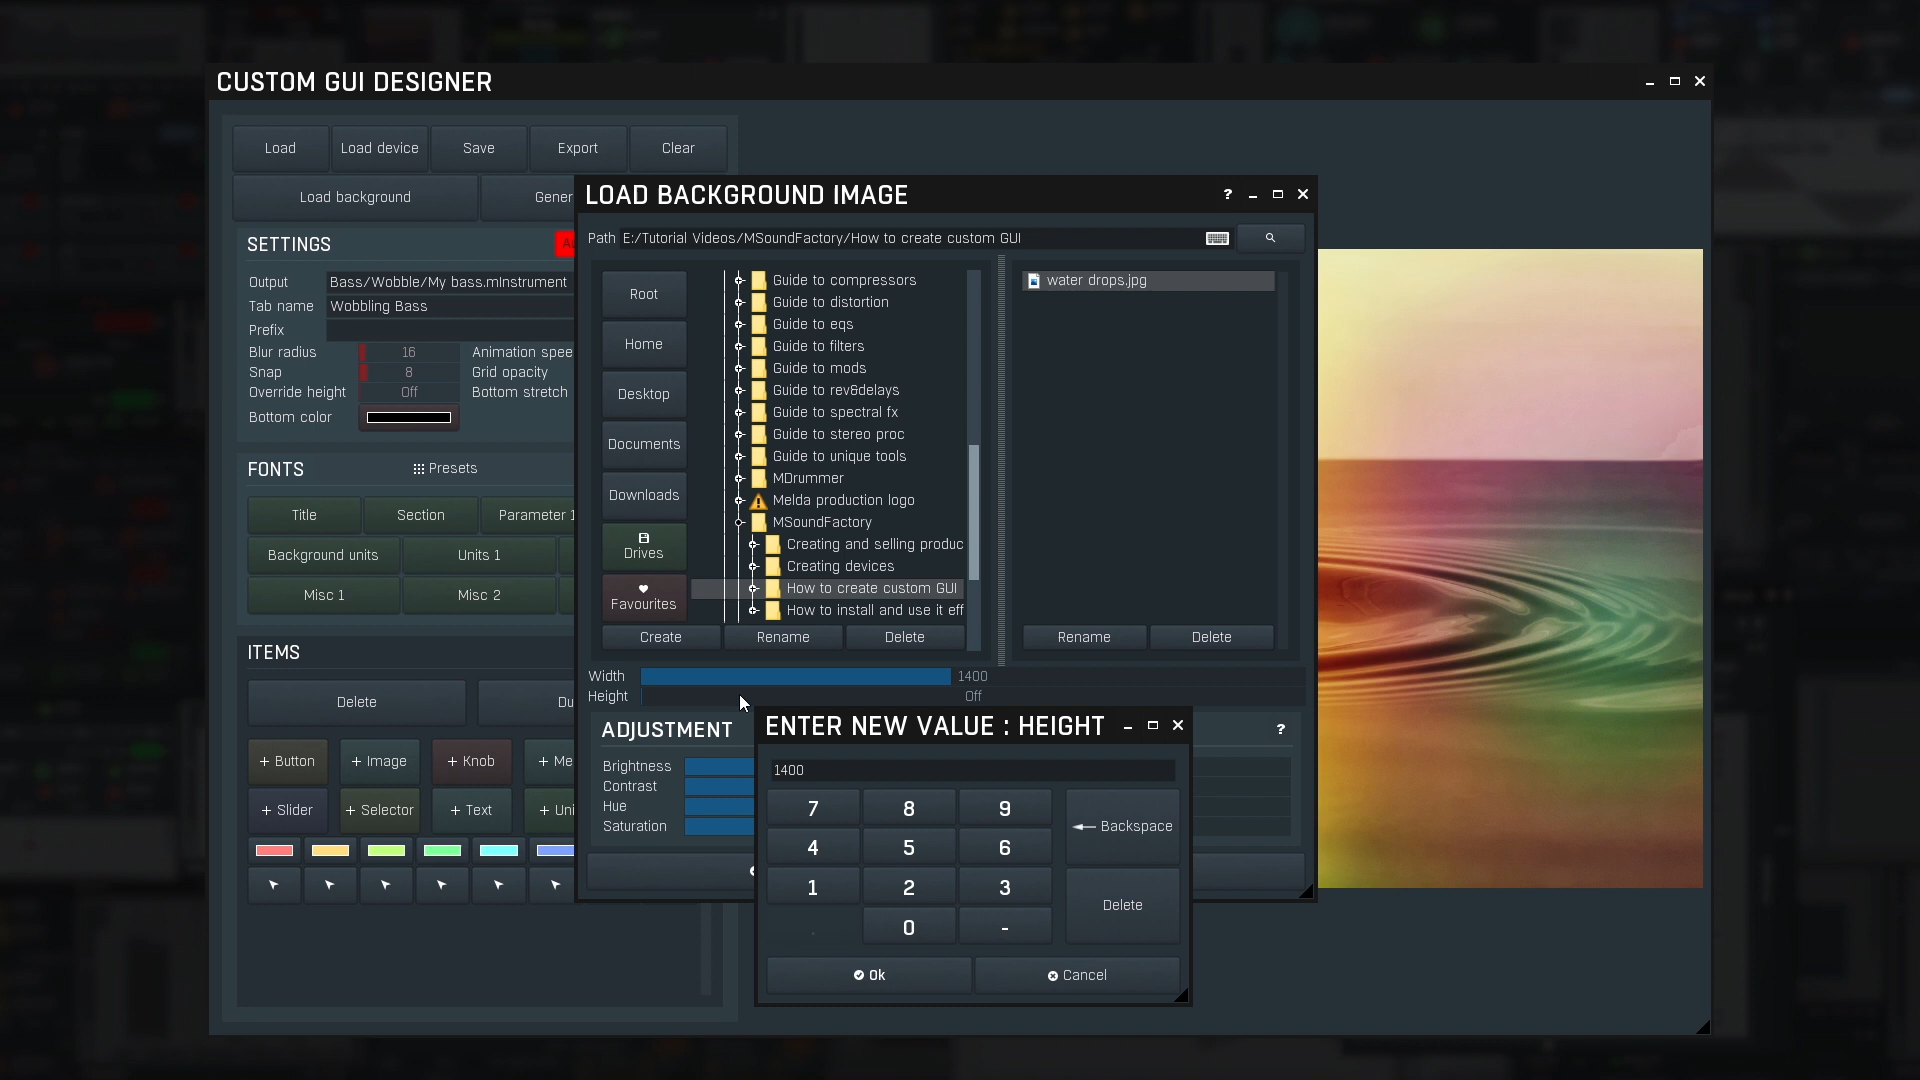 CUSTOM GUI DESIGNER
Load
Load device
Save
Export
Clear
Load background
Gener
SETTINGS
Output Bass/Wobble/My bass.mInstrument
Tab name Wobbling Bass
Prefix
Blur radius 16 Animation spee
Snap 8 Grid opacity
Override height Off Bottom stretch
Bottom color
FONTS
Presets
Title
Section
Parameter 1
Background units
Units 1
Misc 1
Misc 2
ITEMS
Delete
Du
+ Button
+ Image
+ Knob
+ Me
+ Slider
+ Selector
+ Text
+ Uni
LOAD BACKGROUND IMAGE
?
Path E:/Tutorial Videos/MSoundFactory/How to create custom GUI
Root
Home
Desktop
Documents
Downloads
Drives
Favourites
Guide to compressors
Guide to distortion
Guide to eqs
Guide to filters
Guide to mods
Guide to rev&delays
Guide to spectral fx
Guide to stereo proc
Guide to unique tools
MDrummer
Melda production logo
MSoundFactory
Creating and selling produc
Creating devices
How to create custom GUI
How to install and use it eff
Create
Rename
Delete
water drops.jpg
Rename
Delete
Width 1400
Height Off
ADJUSTMENT
?
Brightness
Contrast
Hue
Saturation
ENTER NEW VALUE : HEIGHT
1400
7 8 9
Backspace
4 5 6
1 2 3
Delete
. 0 -
Ok
Cancel